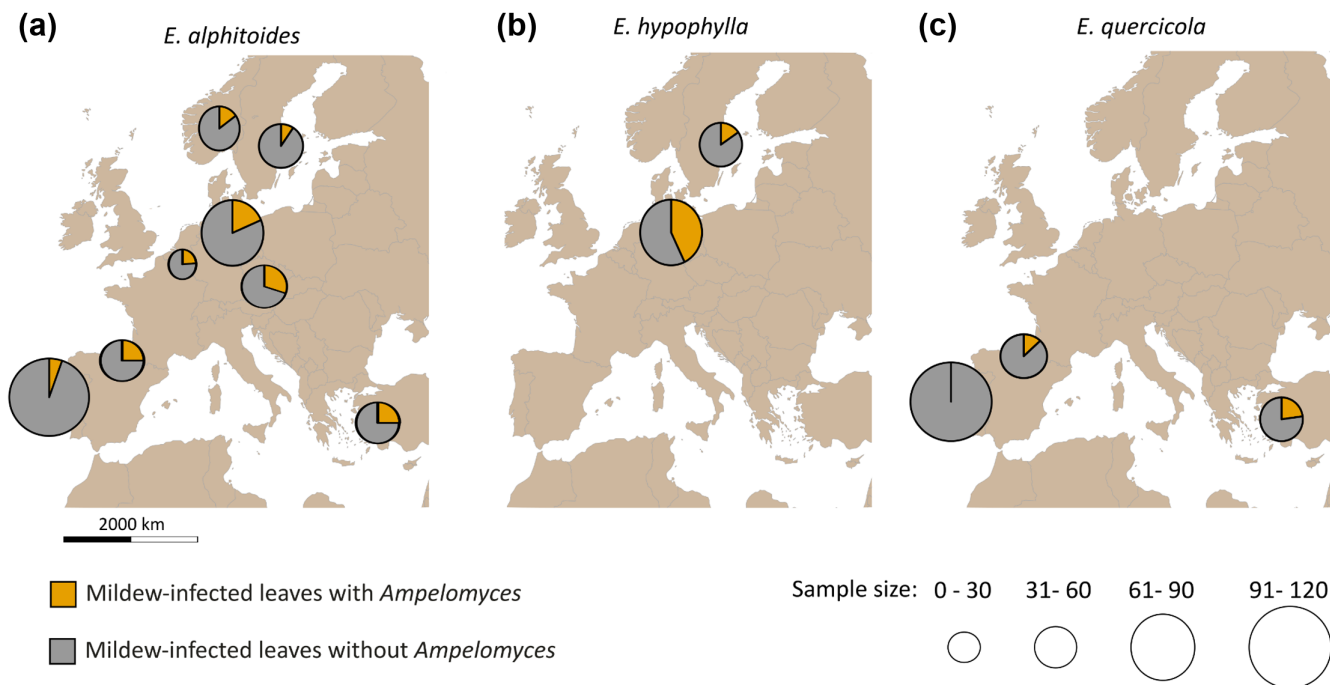 (a)
E. alphitoides
(b)
E. hypophylla
(c)
E. quercicola
2000 km
Mildew-infected leaves with Ampelomyces
Mildew-infected leaves without Ampelomyces
Sample size: 0 - 30 31- 60 61- 90 91- 120